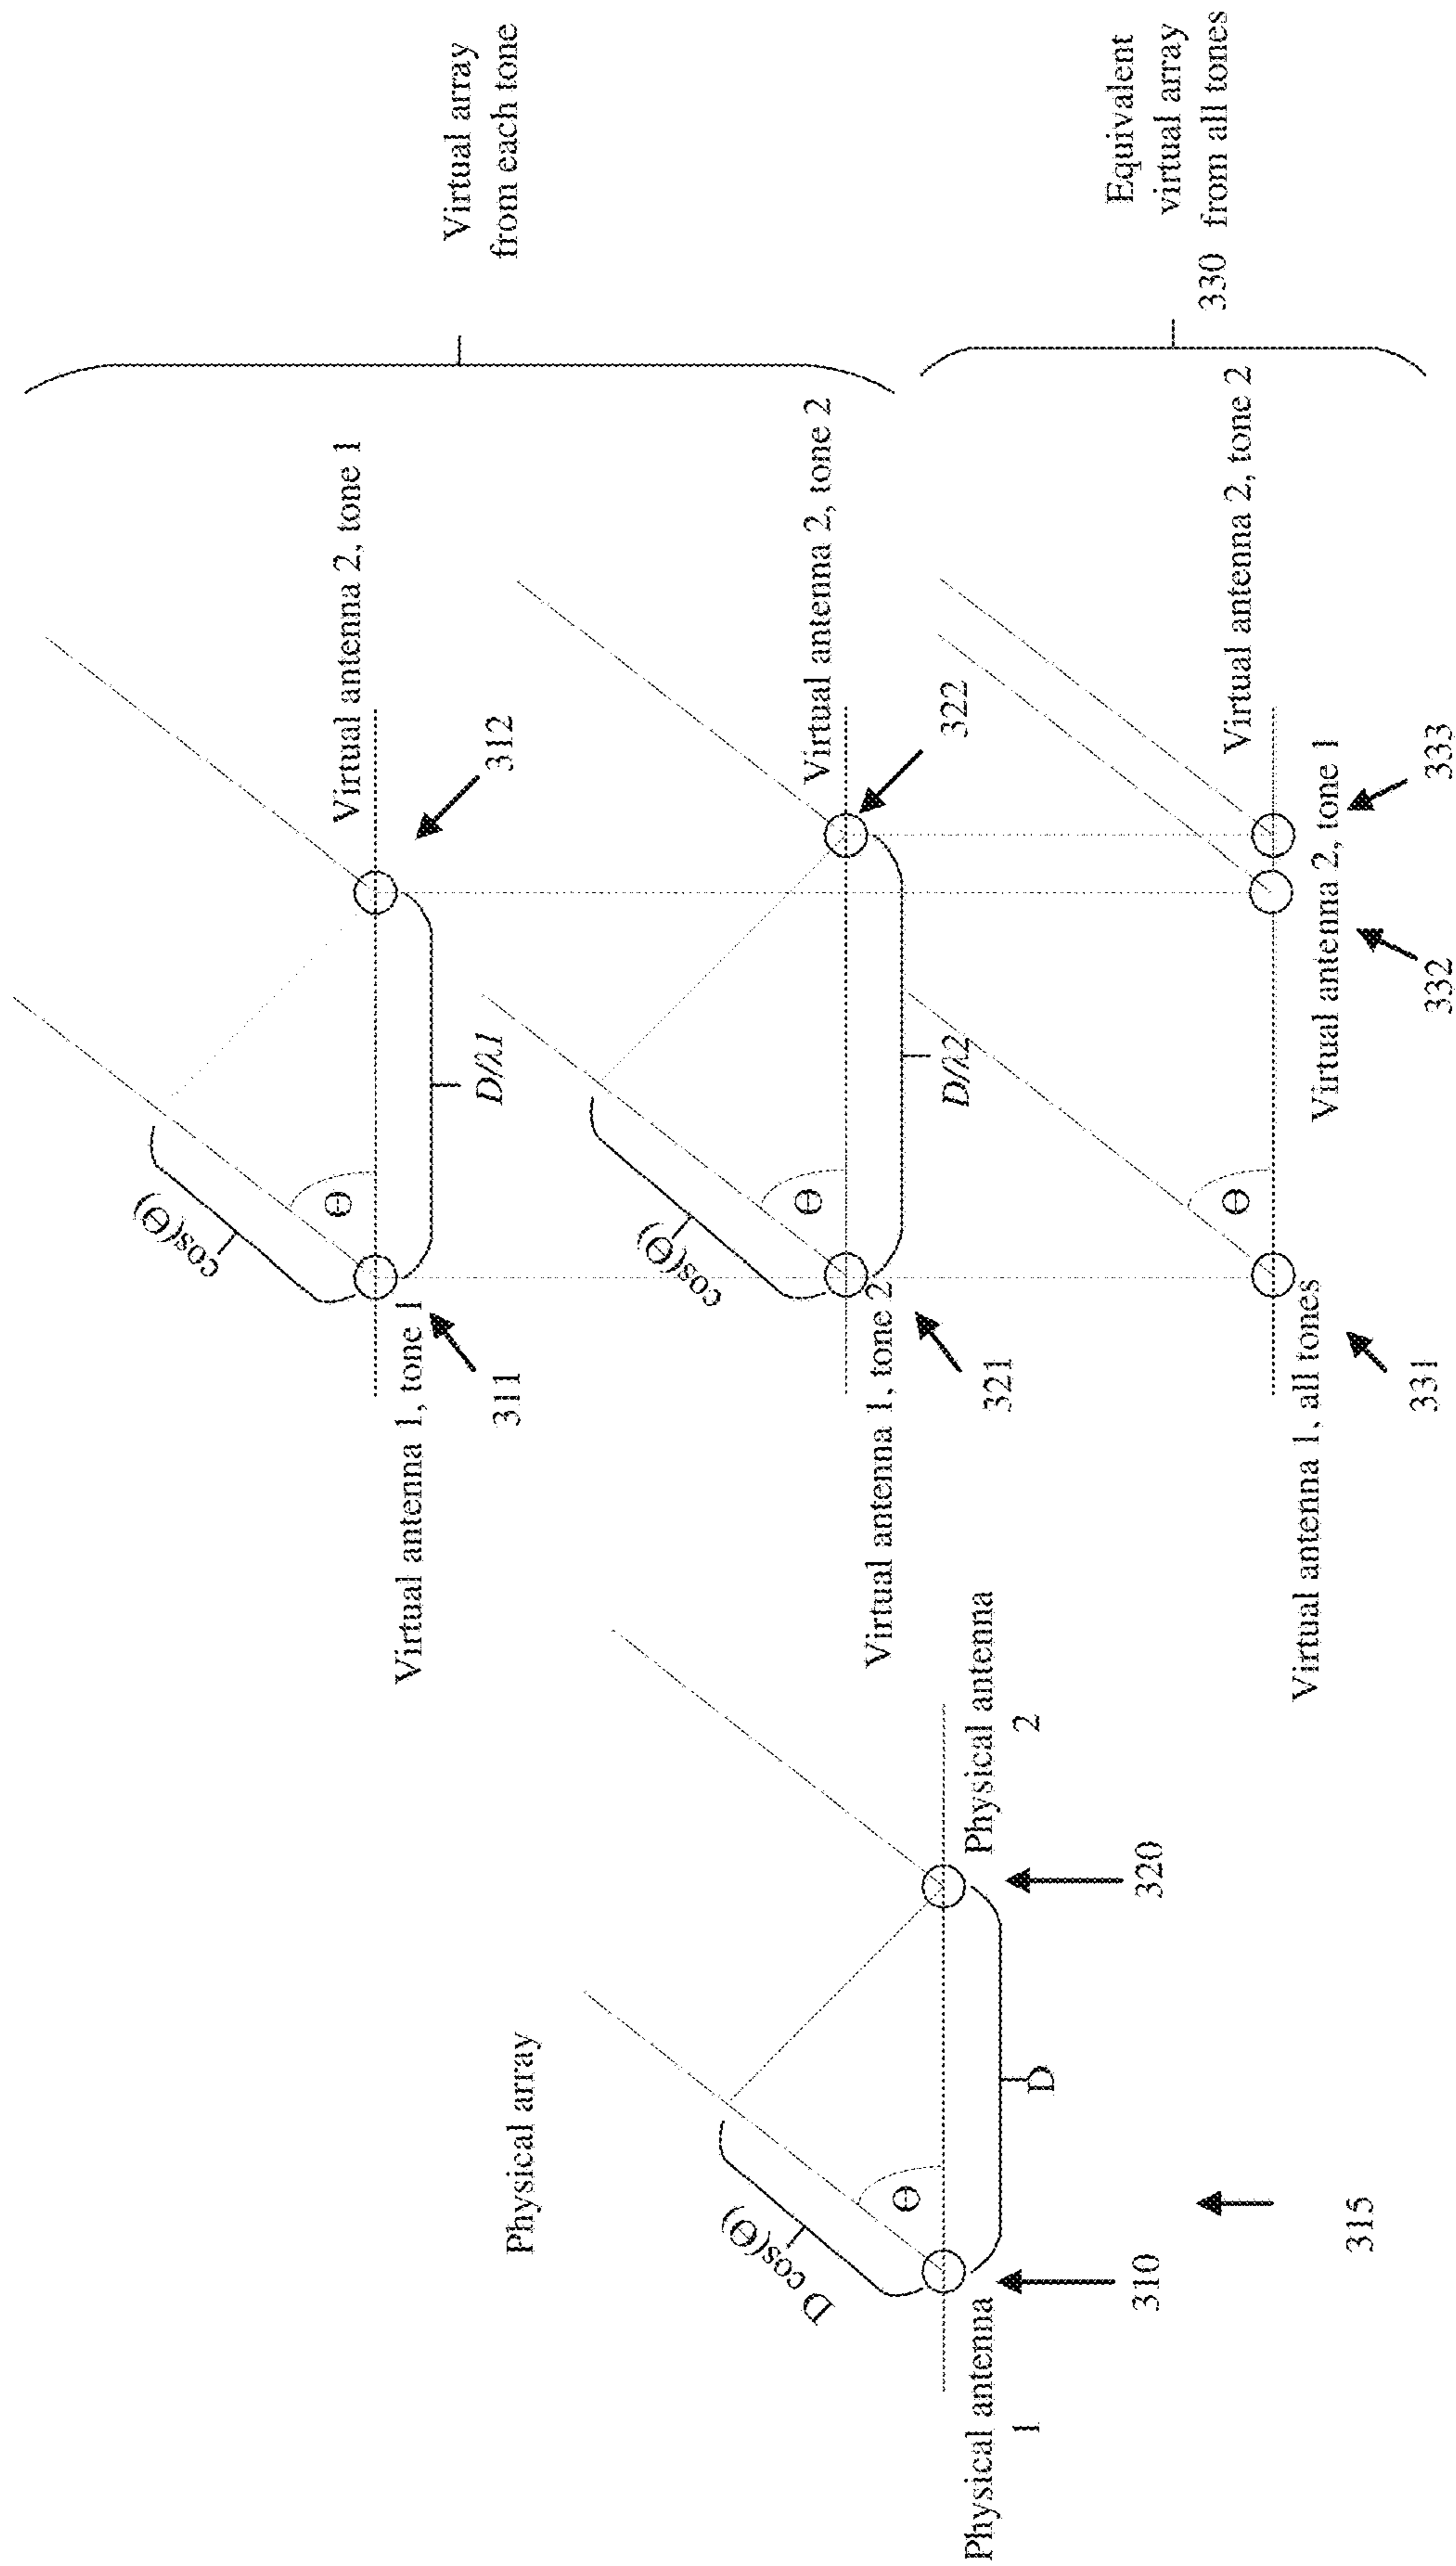 Physical array
D cos(Θ)
Θ
D
Physical antenna
1
Physical antenna
2
310
320
315
cos(Θ)
Θ
D/λ1
Virtual antenna 1, tone 1
Virtual antenna 2, tone 1
311
312
Virtual array
from each tone
cos(Θ)
Θ
D/λ2
Virtual antenna 1, tone 2
Virtual antenna 2, tone 2
321
322
Θ
Virtual antenna 1, all tones
Virtual antenna 2, tone 1
Virtual antenna 2, tone 2
331
332
333
Equivalent
virtual array
330 from all tones